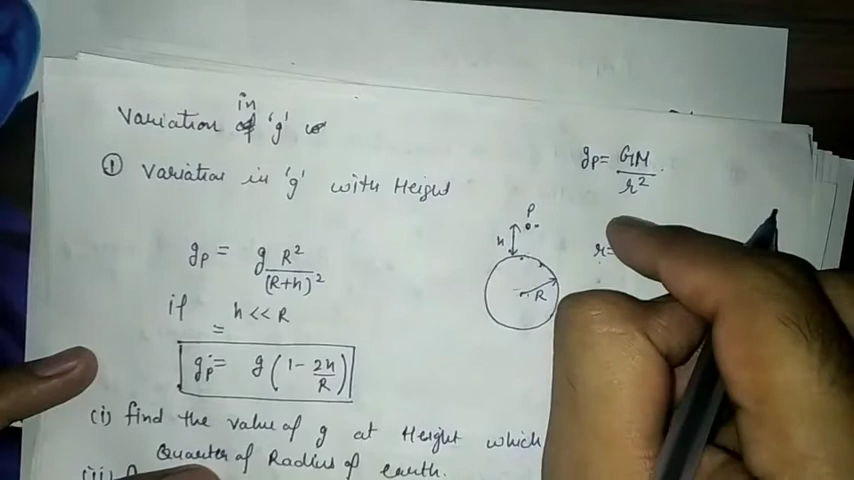 Variation in 'g'
① Variation in 'g' with Height
gₚ = GM/r²
P
h
r=
R
gₚ = g R²/(R+h)²
if h << R
gₚ = g(1 - 2h/R)
(i) find the value of g at Height which
Quarter of Radius of earth.
(ii)